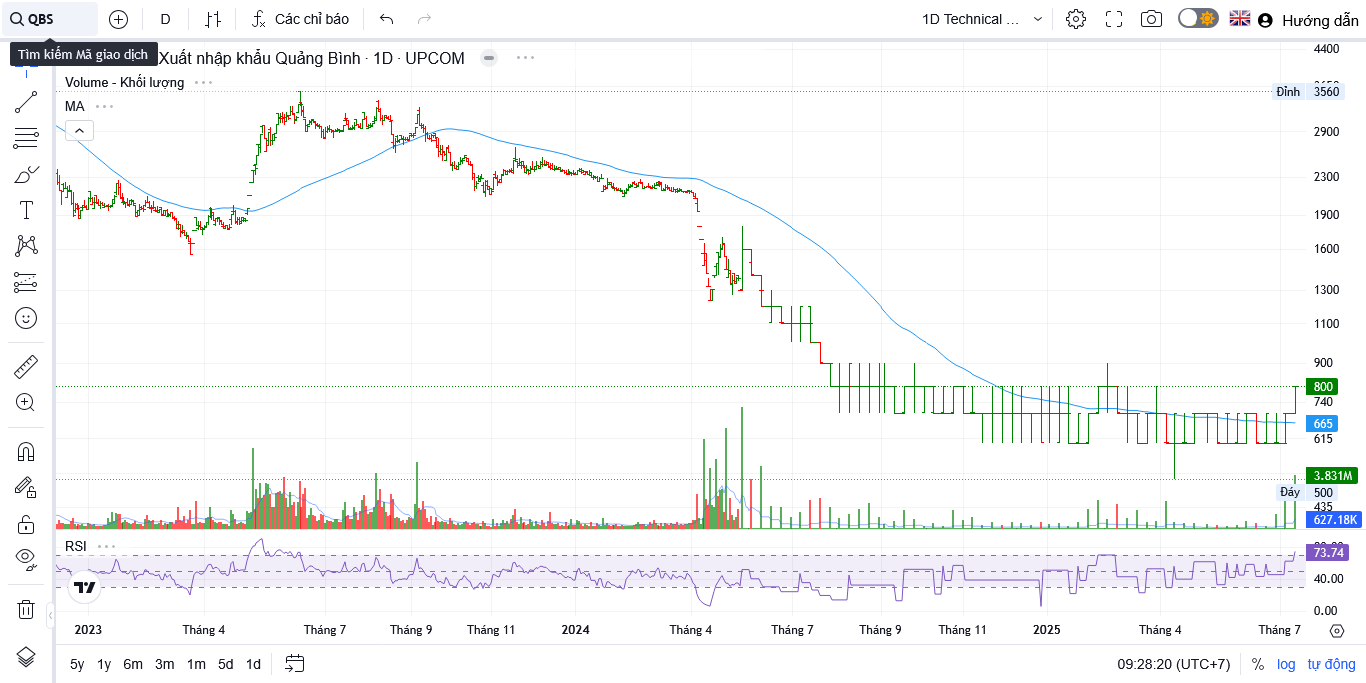 QBS
D
Các chỉ báo
1D Technical ...
Hướng dẫn
Tìm kiếm Mã giao dịch
Xuất nhập khẩu Quảng Bình · 1D · UPCOM
Volume - Khối lượng
MA
4400
Đỉnh 3560
2900
2300
1900
1600
1300
1100
900
800
740
665
615
3.831M
Đáy 500
435
627.18K
RSI
73.74
40.00
0.00
2023 Tháng 4 Tháng 7 Tháng 9 Tháng 11 2024 Tháng 4 Tháng 7 Tháng 9 Tháng 11 2025 Tháng 4 Tháng 7
5y 1y 6m 3m 1m 5d 1d
09:28:20 (UTC+7) % log tự động